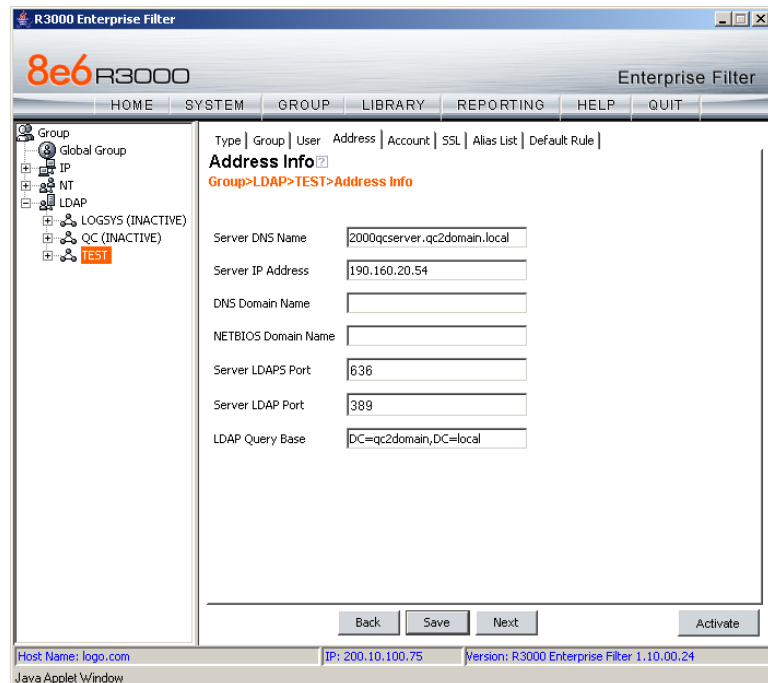 R3000 Enterprise Filter
8e6 R3000
Enterprise Filter
HOME SYSTEM GROUP LIBRARY REPORTING HELP QUIT
Group
Global Group
IP
NT
LDAP
LOGSYS (INACTIVE)
QC (INACTIVE)
TEST
Type | Group | User Address | Account | SSL | Alias List | Default Rule |
Address Info?
Group>LDAP>TEST>Address Info
Server DNS Name 2000qcserver.qc2domain.local
Server IP Address 190.160.20.54
DNS Domain Name
NETBIOS Domain Name
Server LDAPS Port 636
Server LDAP Port 389
LDAP Query Base DC=qc2domain,DC=local
Back Save Next Activate
Host Name: logo.com IP: 200.10.100.75 Version: R3000 Enterprise Filter 1.10.00.24
Java Applet Window